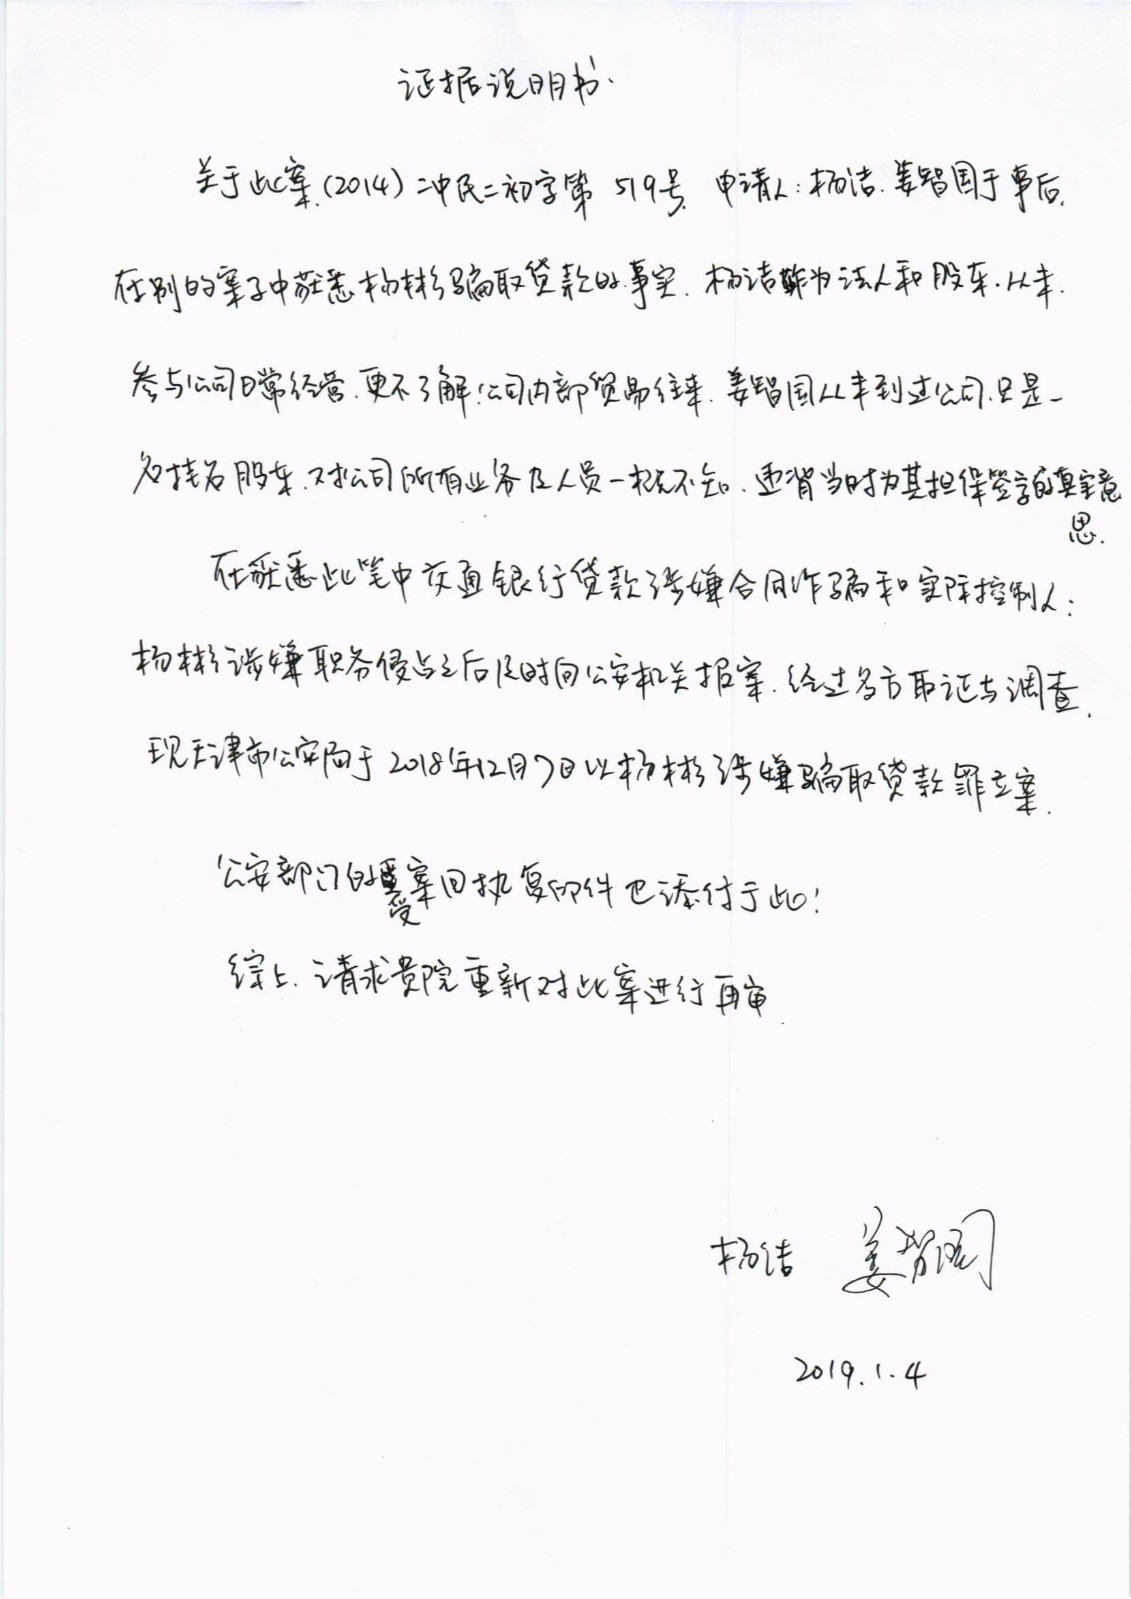 证据说明书.
关于此案.(2014)二中民二初字第 519号. 申请人:杨洁.姜智国于事后.
在别的案子中获悉杨彬骗取贷款的事实. 杨洁虽为法人和股东.从未.
参与公司日常经营.更不了解公司内部贸易往来. 姜智国从未到过公司.只是一
名挂名股东.对公司所有业务及人员一概不知. 违背当时为其担保签字的真实意
思.
在获悉此笔中交通银行贷款涉嫌合同诈骗和实际控制人:
杨彬涉嫌职务侵占之后及时向公安机关报案.经过多方取证与调查.
现天津市公安局于2018年12月7日以杨彬涉嫌骗取贷款罪立案.
公安部门的受案回执复印件已添付于此!
综上.请求贵院重新对此案进行再审.
杨洁 姜智国
2019.1.4